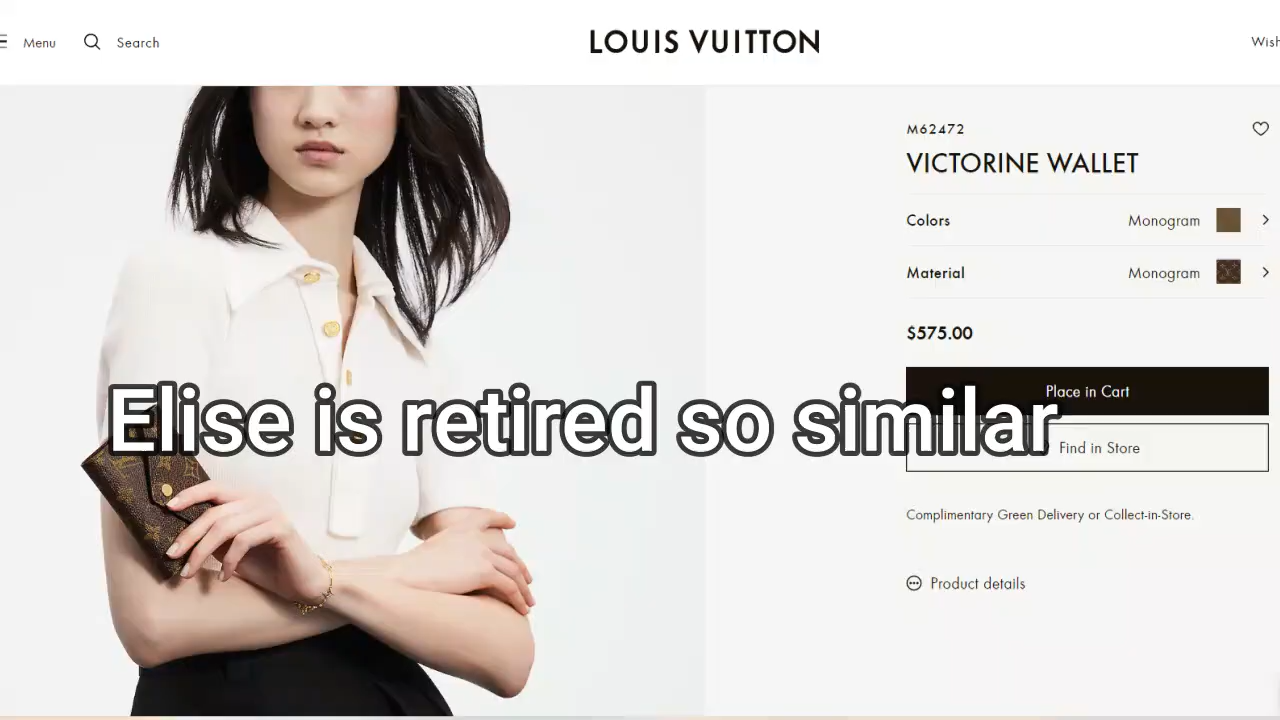 Menu
Search
LOUIS VUITTON
Wish
M62472
VICTORINE WALLET
Colors
Monogram
Material
Monogram
$575.00
Place in Cart
Elise is retired so similar
Find in Store
Complimentary Green Delivery or Collect-in-Store.
Product details